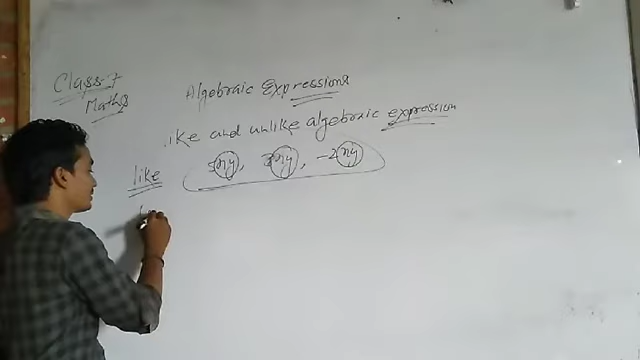 Class-7
Maths
Algebraic Expressions
like and unlike algebraic expression
like 5xy, 3xy, -2xy